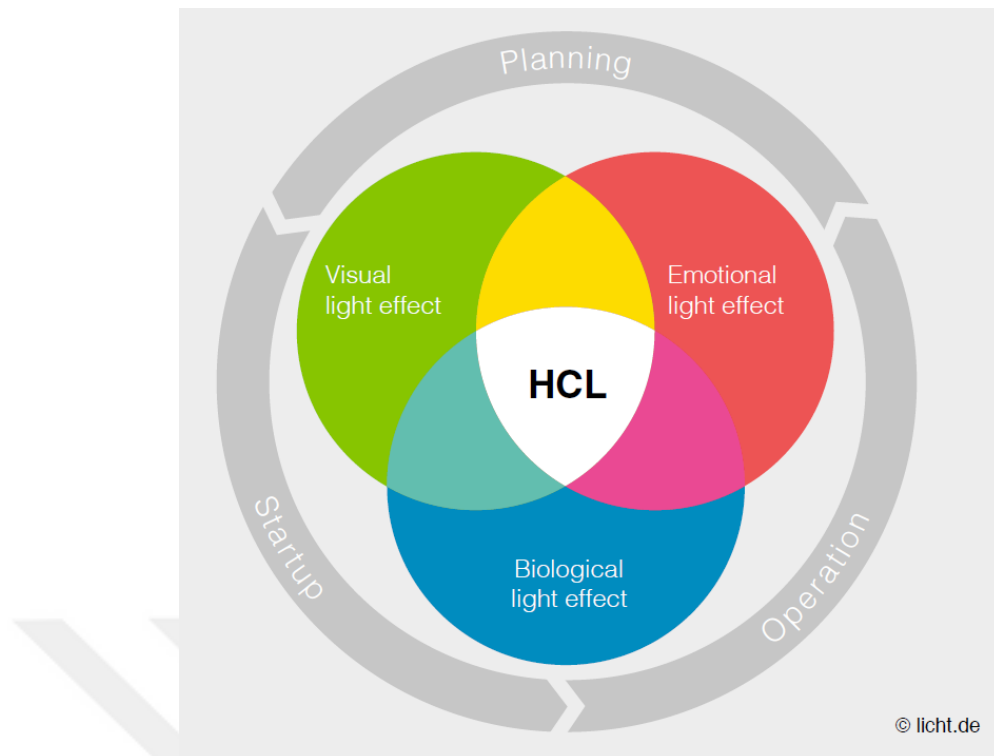 Planning
Visual
light effect
Emotional
light effect
HCL
Biological
light effect
Startup
Operation
© licht.de